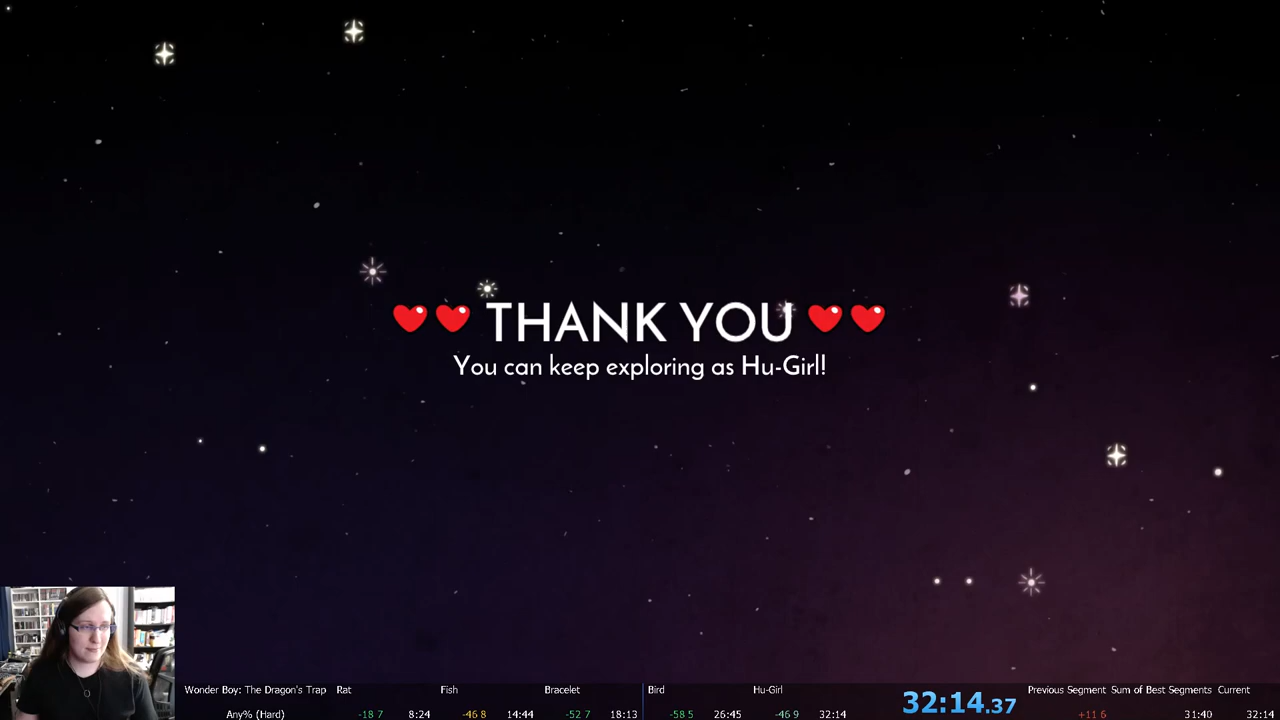 THANK YOU
You can keep exploring as Hu-Girl!
Wonder Boy: The Dragon's Trap Rat Fish Bracelet Bird Hu-Girl 32:14.37 Previous Segment Sum of Best Segments Current
Any% (Hard) -18 7 8:24 -46 8 14:44 -52 7 18:13 -58 5 26:45 -46 9 32:14 +11 6 31:40 32:14